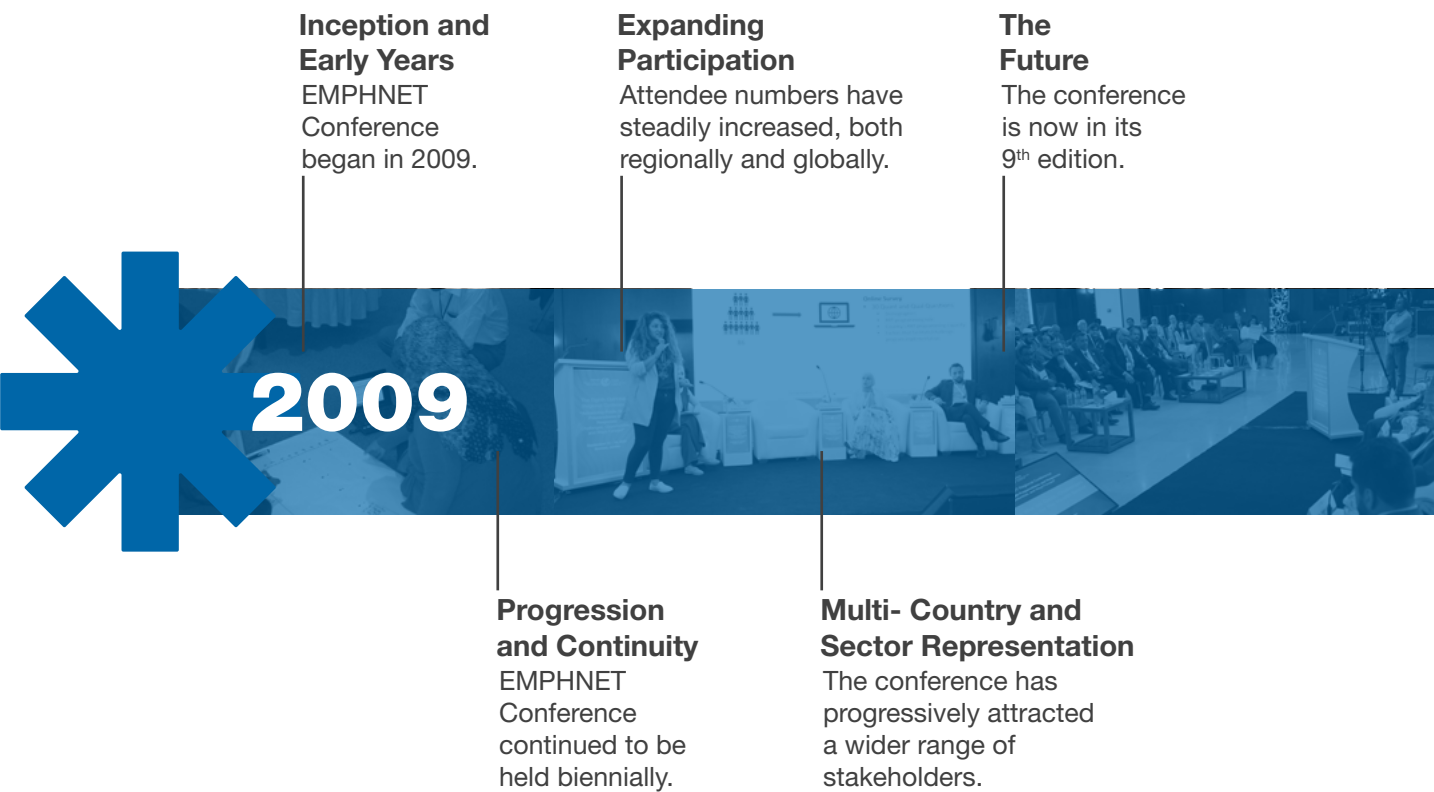 Inception and
Early Years
EMPHNET
Conference
began in 2009.
Expanding
Participation
Attendee numbers have
steadily increased, both
regionally and globally.
The
Future
The conference
is now in its
9th edition.
2009
Progression
and Continuity
EMPHNET
Conference
continued to be
held biennially.
Multi- Country and
Sector Representation
The conference has
progressively attracted
a wider range of
stakeholders.